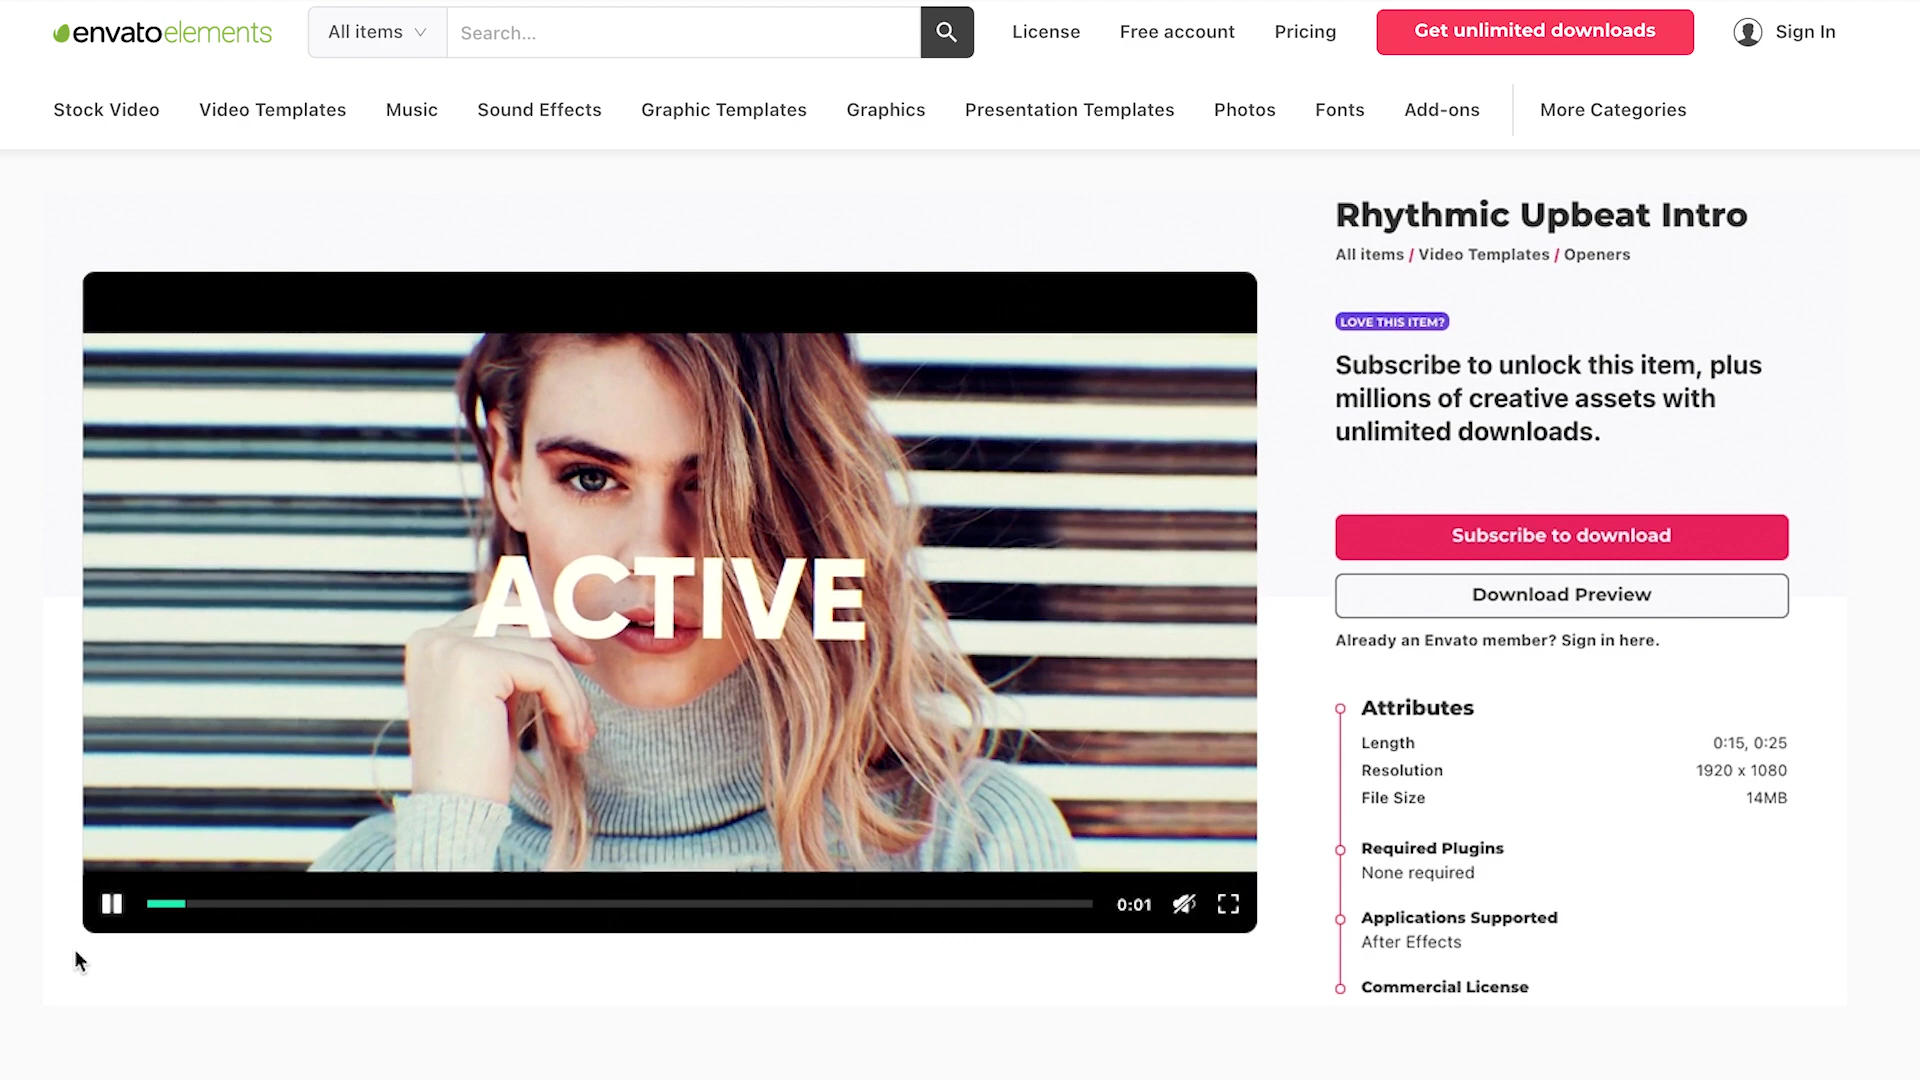 envatoelements
All items
Search...
License
Free account
Pricing
Get unlimited downloads
Sign In
Stock Video
Video Templates
Music
Sound Effects
Graphic Templates
Graphics
Presentation Templates
Photos
Fonts
Add-ons
More Categories
Rhythmic Upbeat Intro
All items / Video Templates / Openers
LOVE THIS ITEM?
Subscribe to unlock this item, plus
millions of creative assets with
unlimited downloads.
ACTIVE
0:01
Subscribe to download
Download Preview
Already an Envato member? Sign in here.
Attributes
Length 0:15, 0:25
Resolution 1920 x 1080
File Size 14MB
Required Plugins
None required
Applications Supported
After Effects
Commercial License